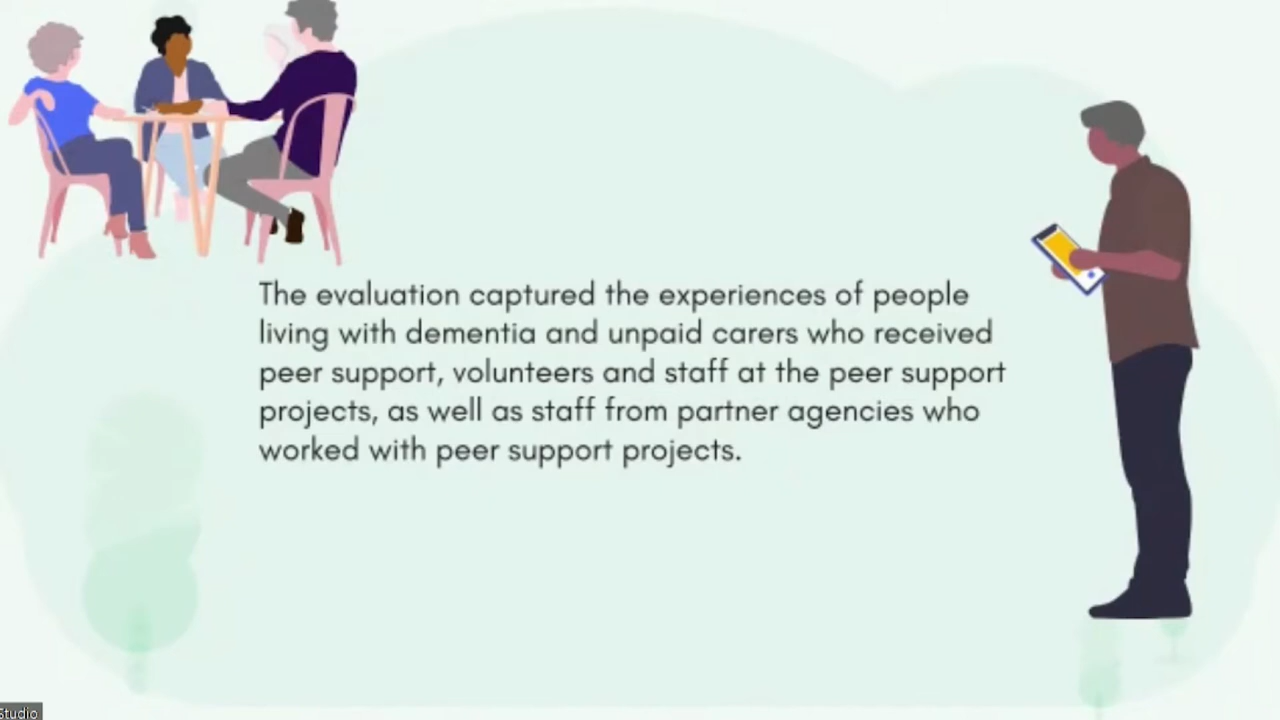 The evaluation captured the experiences of people
living with dementia and unpaid carers who received
peer support, volunteers and staff at the peer support
projects, as well as staff from partner agencies who
worked with peer support projects.
Studio